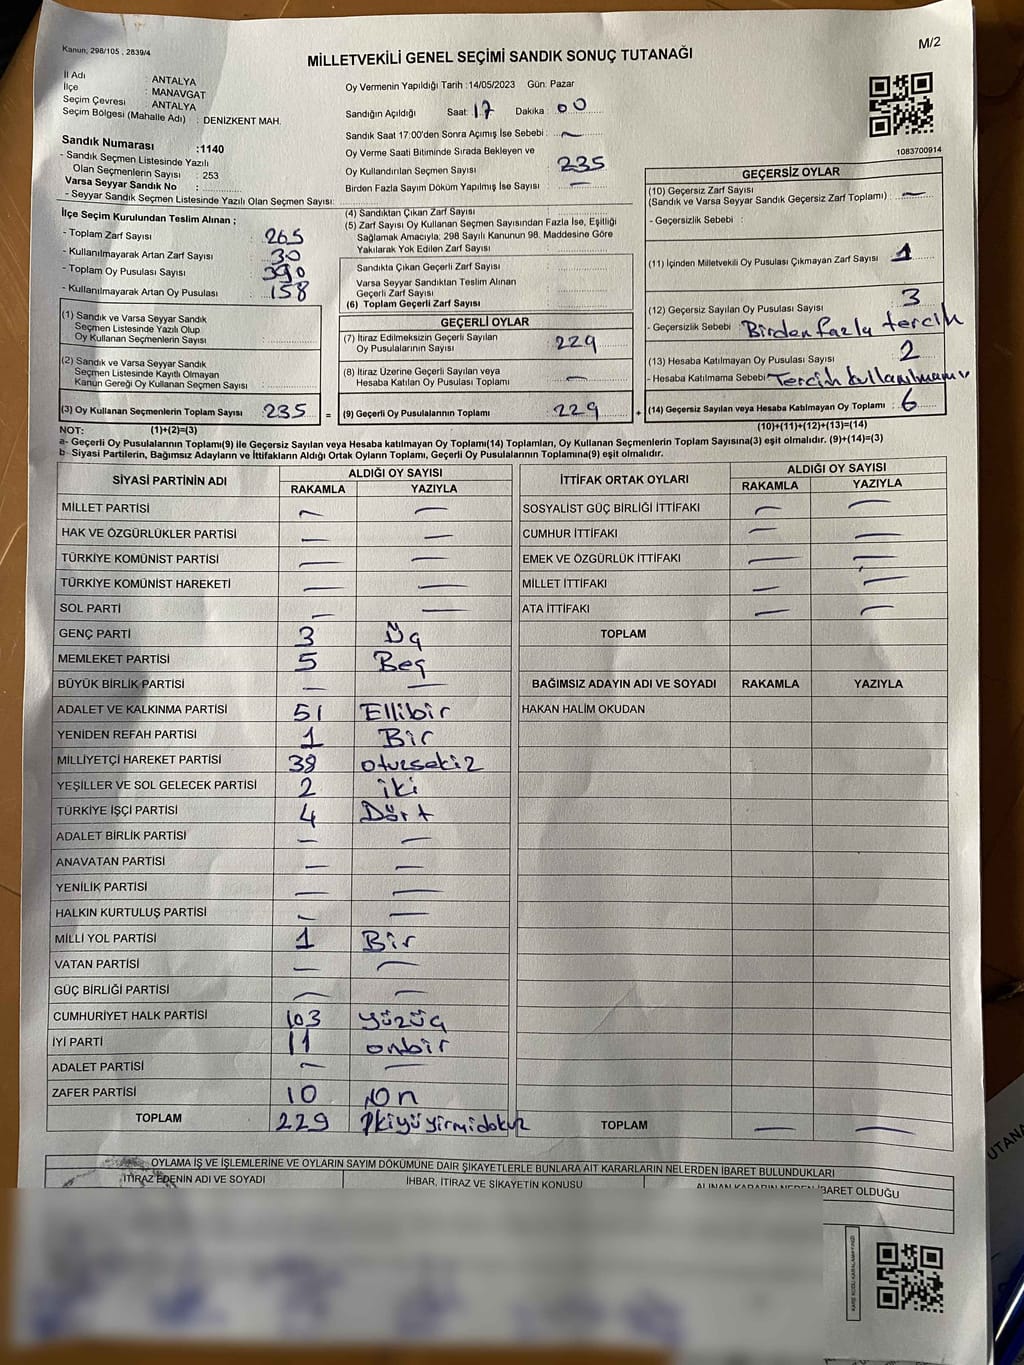 Kanun, 298/105 , 2839/4
M/2
MİLLETVEKİLİ GENEL SEÇİMİ SANDIK SONUÇ TUTANAĞI
İl Adı : ANTALYA
İlçe : MANAVGAT
Seçim Çevresi : ANTALYA
Seçim Bölgesi (Mahalle Adı) : DENİZKENT MAH.
Sandık Numarası :1140
- Sandık Seçmen Listesinde Yazılı
Olan Seçmenlerin Sayısı : 253
Varsa Seyyar Sandık No :
- Seyyar Sandık Seçmen Listesinde Yazılı Olan Seçmen Sayısı:
Oy Vermenin Yapıldığı Tarih :14/05/2023 Gün: Pazar
Sandığın Açıldığı Saat: 17 Dakika : 00
Sandık Saat 17:00'den Sonra Açımış İse Sebebi : –
Oy Verme Saati Bitiminde Sırada Bekleyen ve
Oy Kullandırılan Seçmen Sayısı : 235
Birden Fazla Sayım Döküm Yapılmış İse Sayısı : –
1083700914
İlçe Seçim Kurulundan Teslim Alınan ;
- Toplam Zarf Sayısı : 265
- Kullanılmayarak Artan Zarf Sayısı : 30
- Toplam Oy Pusulası Sayısı : 390
- Kullanılmayarak Artan Oy Pusulası : 158
(1) Sandık ve Varsa Seyyar Sandık
Seçmen Listesinde Yazılı Olup
Oy Kullanan Seçmenlerin Sayısı :
(2) Sandık ve Varsa Seyyar Sandık
Seçmen Listesinde Kayıtlı Olmayan
Kanun Gereği Oy Kullanan Seçmen Sayısı :
(3) Oy Kullanan Seçmenlerin Toplam Sayısı : 235 =
(4) Sandıktan Çıkan Zarf Sayısı :
(5) Zarf Sayısı Oy Kullanan Seçmen Sayısından Fazla İse, Eşitliği
Sağlamak Amacıyla, 298 Sayılı Kanunun 98. Maddesine Göre
Yakılarak Yok Edilen Zarf Sayısı :
Sandıkta Çıkan Geçerli Zarf Sayısı :
Varsa Seyyar Sandıktan Teslim Alınan
Geçerli Zarf Sayısı :
(6) Toplam Geçerli Zarf Sayısı :
GEÇERLİ OYLAR
(7) İtiraz Edilmeksizin Geçerli Sayılan
Oy Pusulalarının Sayısı : 229
(8) İtiraz Üzerine Geçerli Sayılan veya
Hesaba Katılan Oy Pusulası Toplamı : –
(9) Geçerli Oy Pusulalarının Toplamı : 229 +
GEÇERSİZ OYLAR
(10) Geçersiz Zarf Sayısı
(Sandık ve Varsa Seyyar Sandık Geçersiz Zarf Toplamı) : –
- Geçersizlik Sebebi :
(11) İçinden Milletvekili Oy Pusulası Çıkmayan Zarf Sayısı : 1
(12) Geçersiz Sayılan Oy Pusulası Sayısı : 3
- Geçersizlik Sebebi : Birden fazla tercih
(13) Hesaba Katılmayan Oy Pusulası Sayısı : 2
- Hesaba Katılmama Sebebi : Tercih
(14) Geçersiz Sayılan veya Hesaba Katılmayan Oy Toplamı : 6
(10)+(11)+(12)+(13)=(14)
NOT: (1)+(2)=(3)
a- Geçerli Oy Pusulalarının Toplamı(9) ile Geçersiz Sayılan veya Hesaba katılmayan Oy Toplamı(14) Toplamları, Oy Kullanan Seçmenlerin Toplam Sayısına(3) eşit olmalıdır. (9)+(14)=(3)
b- Siyasi Partilerin, Bağımsız Adayların ve İttifakların Aldığı Oyların Toplamı, Geçerli Oy Pusulalarının Toplamına(9) eşit olmalıdır.
SİYASİ PARTİNİN ADI ALDIĞI OY SAYISI
RAKAMLA YAZIYLA
MİLLET PARTİSİ – –
HAK VE ÖZGÜRLÜKLER PARTİSİ – –
TÜRKİYE KOMÜNİST PARTİSİ – –
TÜRKİYE KOMÜNİST HAREKETİ – –
SOL PARTİ – –
GENÇ PARTİ 3 Üç
MEMLEKET PARTİSİ 5 Beş
BÜYÜK BİRLİK PARTİSİ – –
ADALET VE KALKINMA PARTİSİ 51 Ellibir
YENİDEN REFAH PARTİSİ 1 Bir
MİLLİYETÇİ HAREKET PARTİSİ 38 otuzsekiz
YEŞİLLER VE SOL GELECEK PARTİSİ 2 iki
TÜRKİYE İŞÇİ PARTİSİ 4 Dört
ADALET BİRLİK PARTİSİ – –
ANAVATAN PARTİSİ – –
YENİLİK PARTİSİ – –
HALKIN KURTULUŞ PARTİSİ – –
MİLLİ YOL PARTİSİ 1 Bir
VATAN PARTİSİ – –
GÜÇ BİRLİĞİ PARTİSİ – –
CUMHURİYET HALK PARTİSİ 103 yüzüç
İYİ PARTİ 11 onbir
ADALET PARTİSİ – –
ZAFER PARTİSİ 10 On
TOPLAM 229 İkiyüyirmidokuz
İTTİFAK ORTAK OYLARI ALDIĞI OY SAYISI
RAKAMLA YAZIYLA
SOSYALİST GÜÇ BİRLİĞİ İTTİFAKI – –
CUMHUR İTTİFAKI – –
EMEK VE ÖZGÜRLÜK İTTİFAKI – –
MİLLET İTTİFAKI – –
ATA İTTİFAKI – –
TOPLAM
BAĞIMSIZ ADAYIN ADI VE SOYADI RAKAMLA YAZIYLA
HAKAN HALİM OKUDAN
TOPLAM – –
OYLAMA İŞ VE İŞLEMLERİNE VE OYLARIN SAYIM DÖKÜMÜNE DAİR ŞİKAYETLERLE BUNLARA AİT KARARLARIN NELERDEN İBARET BULUNDUKLARI
İTİRAZ EDENİN ADI VE SOYADI İHBAR, İTİRAZ VE ŞİKAYETİN KONUSU ALINAN KARARIN NEDEN İBARET OLDUĞU